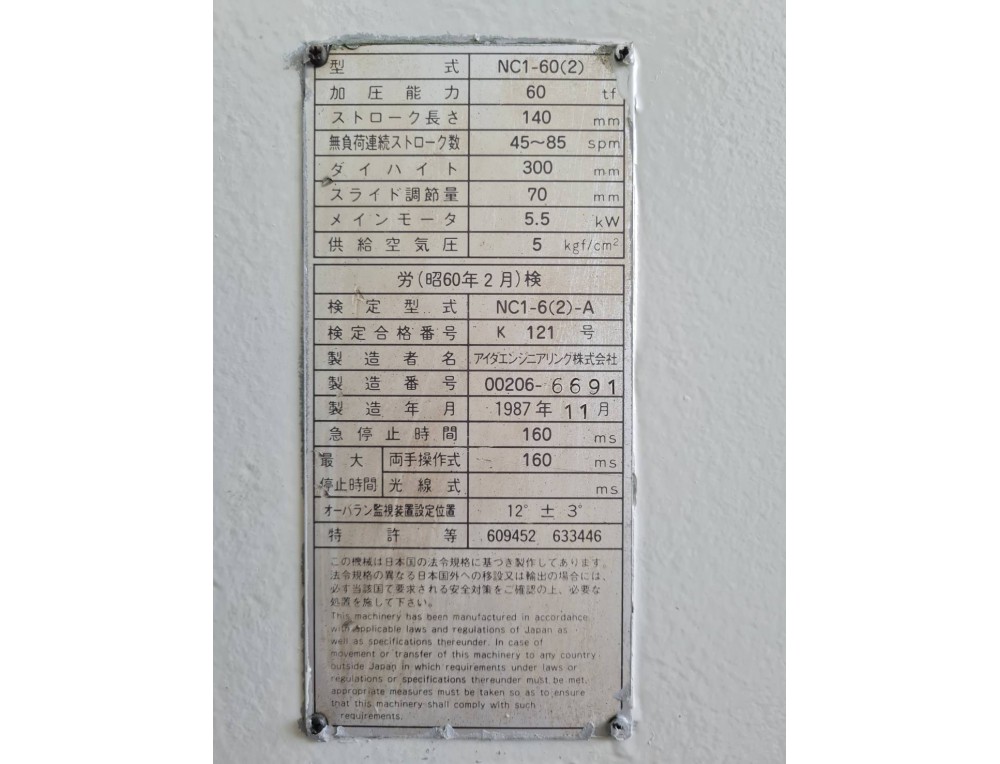 型式 NC1-60(2)
加圧能力 60 tf
ストローク長さ 140 mm
無負荷連続ストローク数 45〜85 spm
ダイハイト 300 mm
スライド調節量 70 mm
メインモータ 5.5 kW
供給空気圧 5 kgf/cm²
労(昭60年2月)検
検定型式 NC1-6(2)-A
検定合格番号 K 121 号
製造者名 アイダエンジニアリング株式会社
製造番号 00206-6691
製造年月 1987年11月
急停止時間 160 ms
最大停止時間 両手操作式 160 ms
光線式 ms
オーバラン監視装置設定位置 12° ± 3°
特許等 609452 633446
この機械は日本国の法令規格に基づき製作してあります。
法令規格の異なる日本国外への移設又は輸出の場合には、
必ず当該国で要求される安全対策をご確認の上、必要な
処置を施して下さい。
This machinery has been manufactured in accordance
with applicable laws and regulations of Japan as
well as specifications thereunder. In case of
movement or transfer of this machinery to any country
outside Japan in which requirements under laws or
regulations or specifications thereunder must be met,
appropriate measures must be taken so as to ensure
that this machinery shall comply with such
requirements.